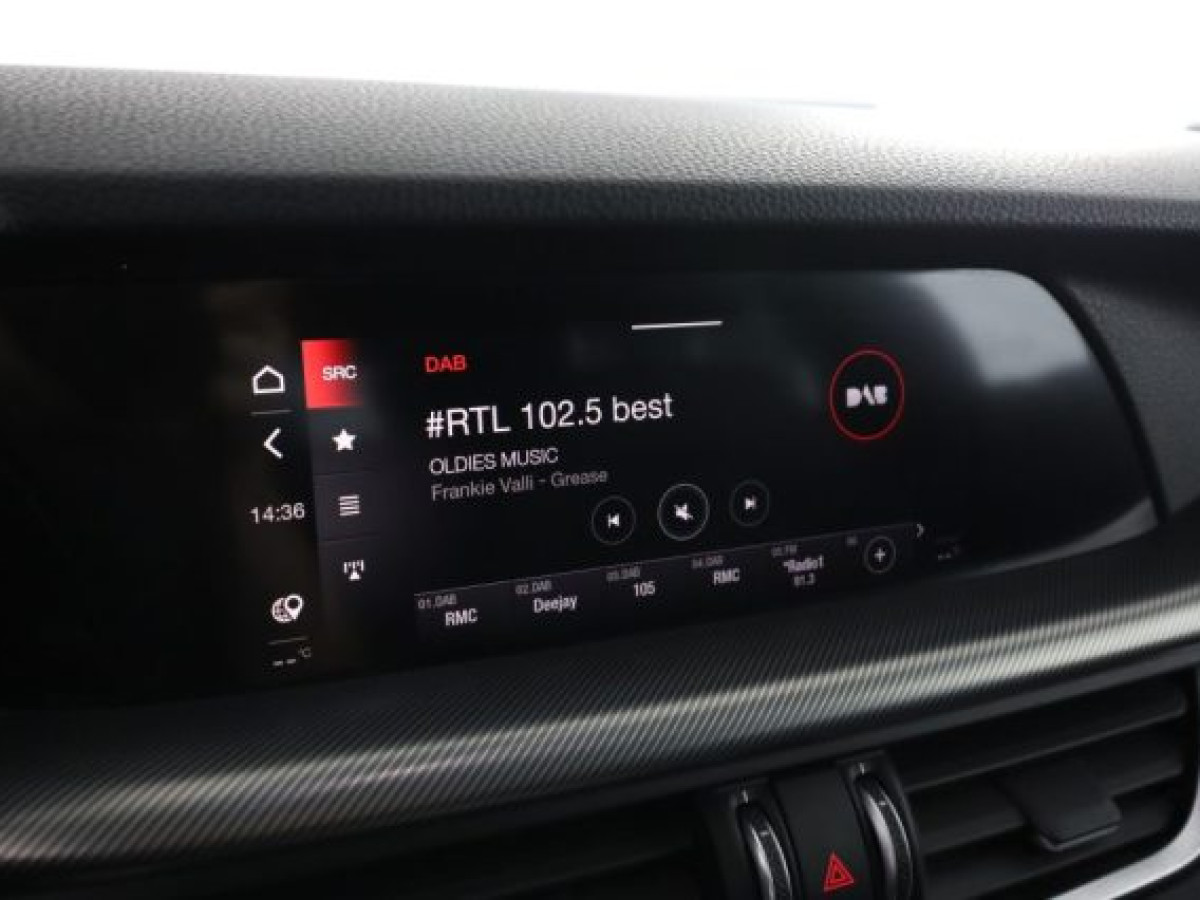 SRC
DAB
#RTL 102.5 best
OLDIES MUSIC
Frankie Valli - Grease
DAB
14:36
01.DAB
RMC
02.DAB
Deejay
03.DAB
105
04.DAB
RMC
05.FM
*Radio1
91.3
06
--°C